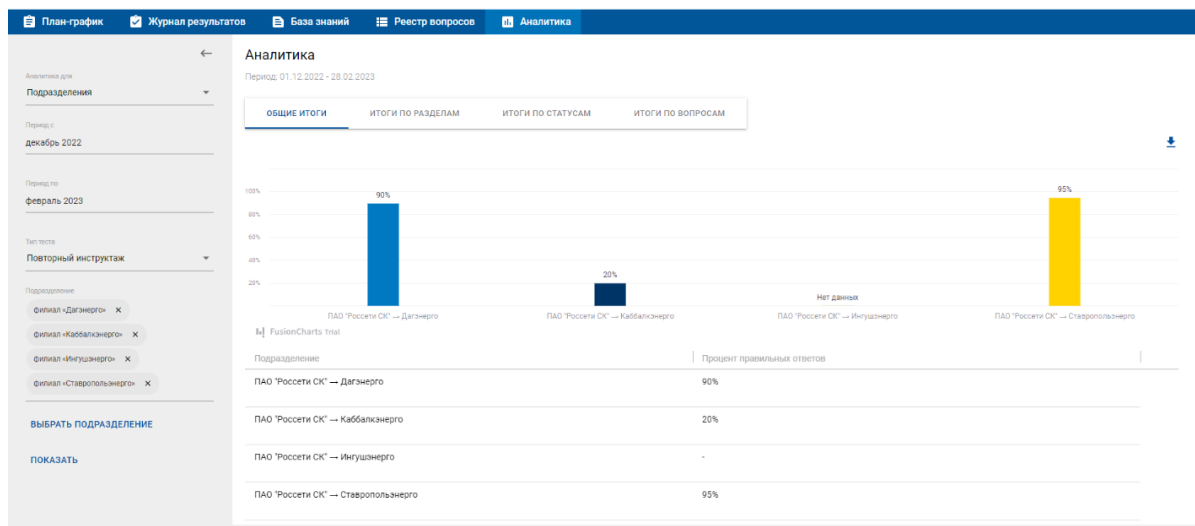 План-график Журнал результатов База знаний Реестр вопросов Аналитика
Аналитика для
Подразделения
Период с
декабрь 2022
Период по
февраль 2023
Тип теста
Повторный инструктаж
Подразделение
филиал «Дагэнерго» ×
филиал «Каббалкэнерго» ×
филиал «Ингушэнерго» ×
филиал «Ставропольэнерго» ×
ВЫБРАТЬ ПОДРАЗДЕЛЕНИЕ
ПОКАЗАТЬ
Аналитика
Период: 01.12.2022 - 28.02.2023
ОБЩИЕ ИТОГИ ИТОГИ ПО РАЗДЕЛАМ ИТОГИ ПО СТАТУСАМ ИТОГИ ПО ВОПРОСАМ
100%
80%
60%
40%
20%
90%
20%
Нет данных
95%
ПАО "Россети СК" → Дагэнерго ПАО "Россети СК" → Каббалкэнерго ПАО "Россети СК" → Ингушэнерго ПАО "Россети СК" → Ставропольэнерго
FusionCharts Trial
Подразделение Процент правильных ответов
ПАО "Россети СК" → Дагэнерго 90%
ПАО "Россети СК" → Каббалкэнерго 20%
ПАО "Россети СК" → Ингушэнерго -
ПАО "Россети СК" → Ставропольэнерго 95%